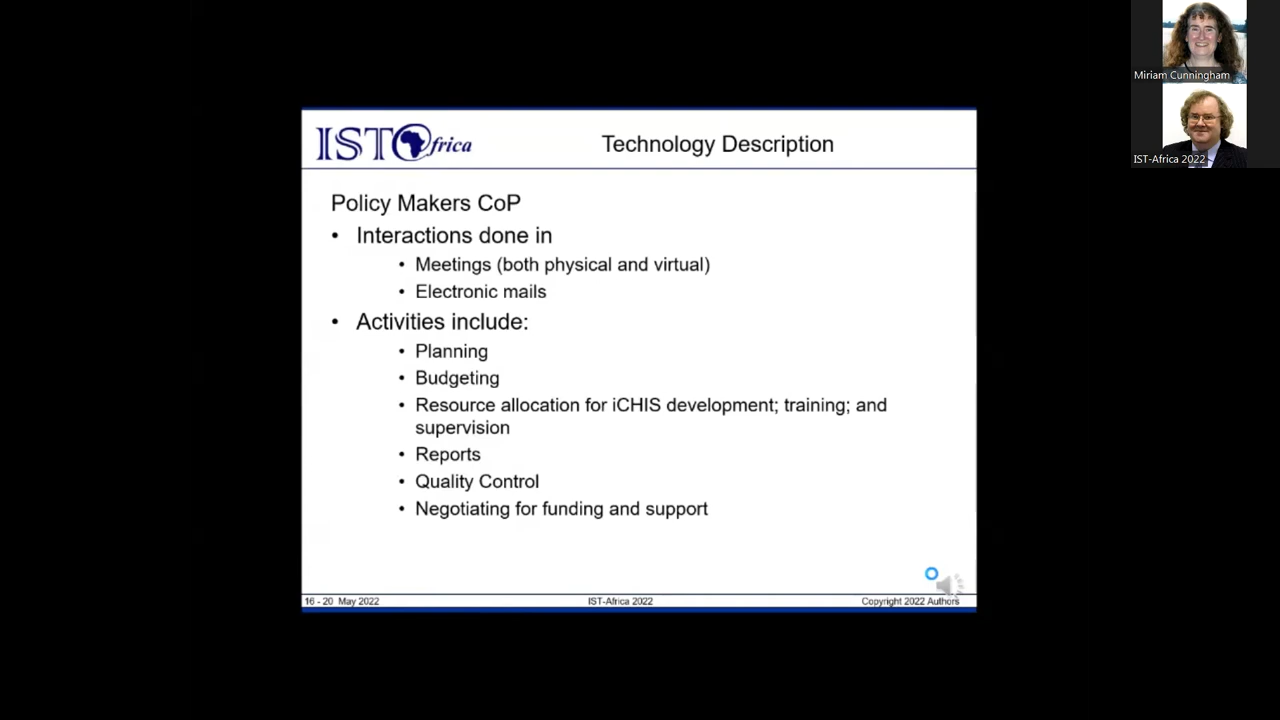 Miriam Cunningham
IST-Africa 2022
ISTAfrica
Technology Description
Policy Makers CoP
• Interactions done in
• Meetings (both physical and virtual)
• Electronic mails
• Activities include:
• Planning
• Budgeting
• Resource allocation for iCHIS development; training; and
supervision
• Reports
• Quality Control
• Negotiating for funding and support
16 - 20 May 2022
IST-Africa 2022
Copyright 2022 Authors